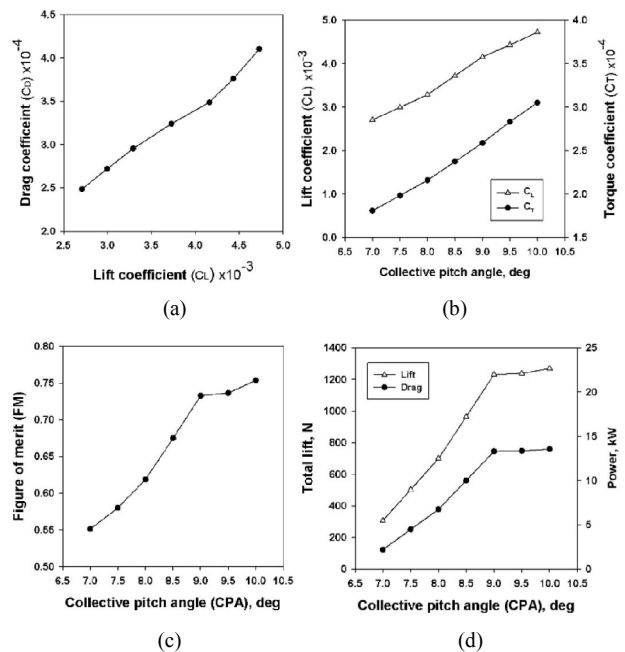 Drag coefficeint (CD) x10-4
4.5
4.0
3.5
3.0
2.5
2.0
2.5 3.0 3.5 4.0 4.5 5.0
Lift coefficient (CL) x10-3
(a)
Lift coefficient (CL) x10-3
5.0
4.0
3.0
2.0
1.0
0.0
Torque coefficient (CT) x10-4
4.0
3.5
3.0
2.5
2.0
1.5
CL
CT
6.5 7.0 7.5 8.0 8.5 9.0 9.5 10.0 10.5
Collective pitch angle, deg
(b)
Figure of merit (FM)
0.80
0.75
0.70
0.65
0.60
0.55
0.50
6.5 7.0 7.5 8.0 8.5 9.0 9.5 10.0 10.5
Collective pitch angle (CPA), deg
(c)
Total lift, N
1400
1200
1000
800
600
400
200
0
Power, kW
25
20
15
10
5
0
Lift
Drag
6.5 7.0 7.5 8.0 8.5 9.0 9.5 10.0 10.5
Collective pitch angle (CPA), deg
(d)